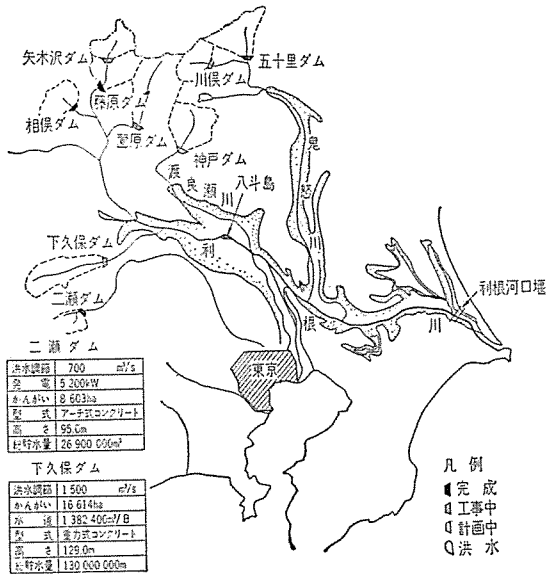 矢木沢ダム
五十里ダム
川俣ダム
藤原ダム
相俣ダム
薗原ダム
神戸ダム
渡良瀬川
八斗島
鬼怒川
下久保ダム
利根川
二瀬ダム
利根河口堰
東京
二瀬ダム
洪水調節 700 m³/s
発電 5 200kW
かんがい 8 603ha
型式 アーチ式コンクリート
高さ 95.0m
総貯水量 26 900 000m³
下久保ダム
洪水調節 1 500 m³/s
かんがい 16 614ha
水道 1 382 400m³/日
型式 重力式コンクリート
高さ 129.0m
総貯水量 130 000 000m³
凡例
完成
工事中
計画中
洪水